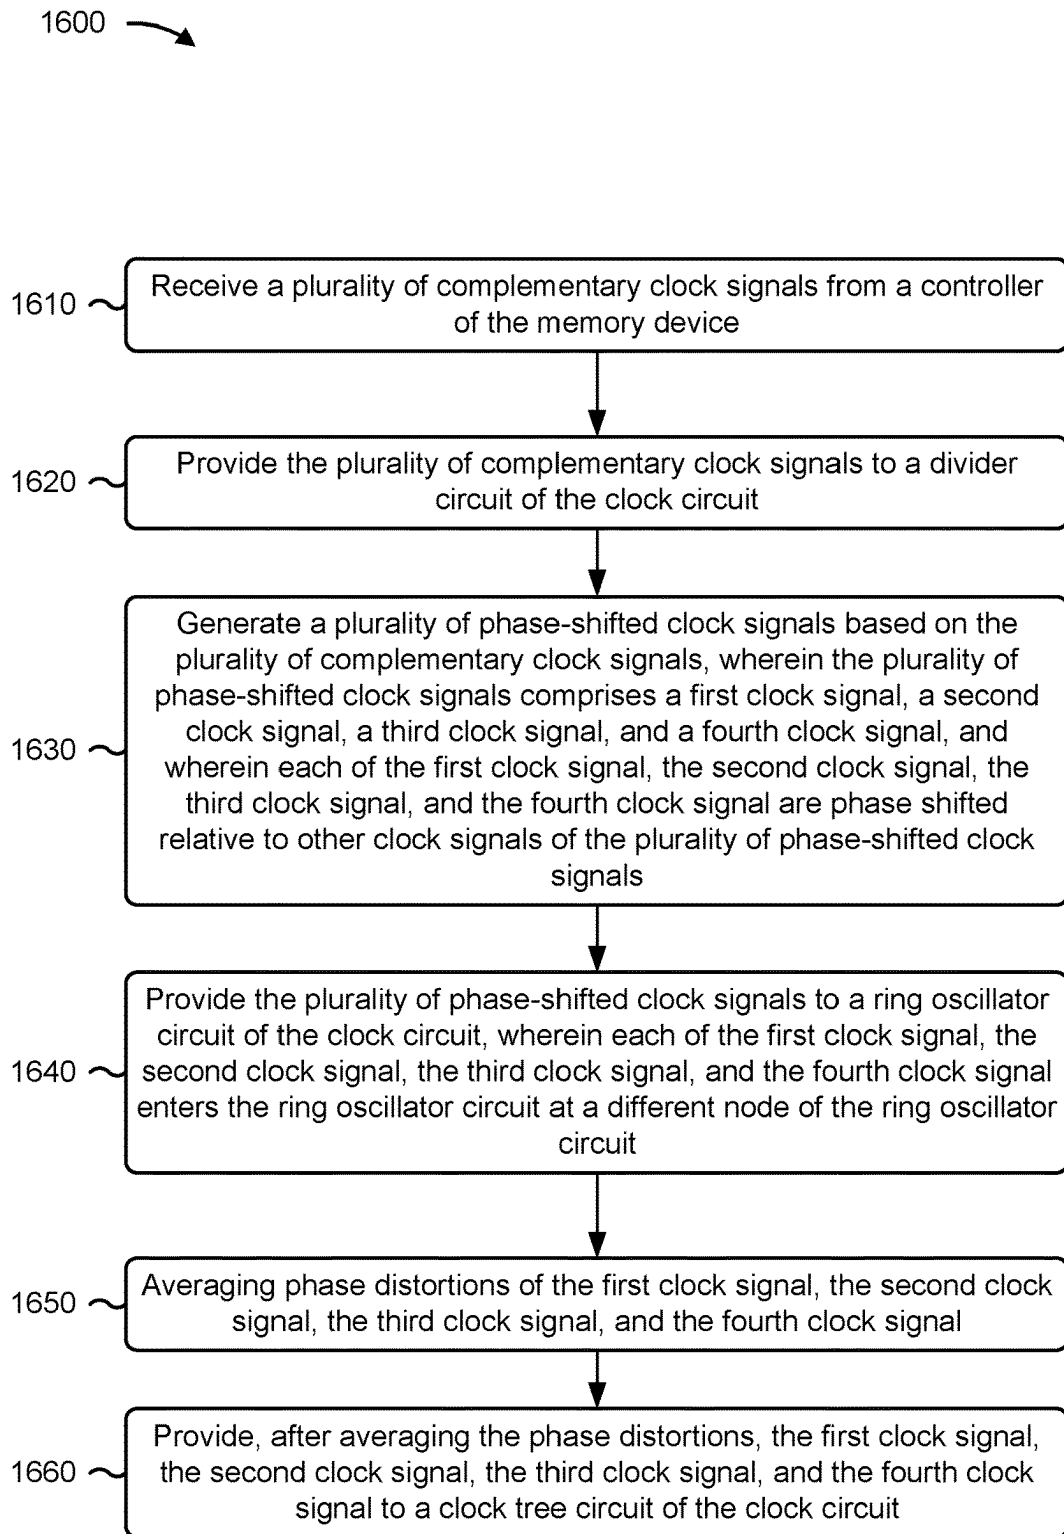 1600
1610
Receive a plurality of complementary clock signals from a controller
of the memory device
1620
Provide the plurality of complementary clock signals to a divider
circuit of the clock circuit
1630
Generate a plurality of phase-shifted clock signals based on the
plurality of complementary clock signals, wherein the plurality of
phase-shifted clock signals comprises a first clock signal, a second
clock signal, a third clock signal, and a fourth clock signal, and
wherein each of the first clock signal, the second clock signal, the
third clock signal, and the fourth clock signal are phase shifted
relative to other clock signals of the plurality of phase-shifted clock
signals
1640
Provide the plurality of phase-shifted clock signals to a ring oscillator
circuit of the clock circuit, wherein each of the first clock signal, the
second clock signal, the third clock signal, and the fourth clock signal
enters the ring oscillator circuit at a different node of the ring oscillator
circuit
1650
Averaging phase distortions of the first clock signal, the second clock
signal, the third clock signal, and the fourth clock signal
1660
Provide, after averaging the phase distortions, the first clock signal,
the second clock signal, the third clock signal, and the fourth clock
signal to a clock tree circuit of the clock circuit